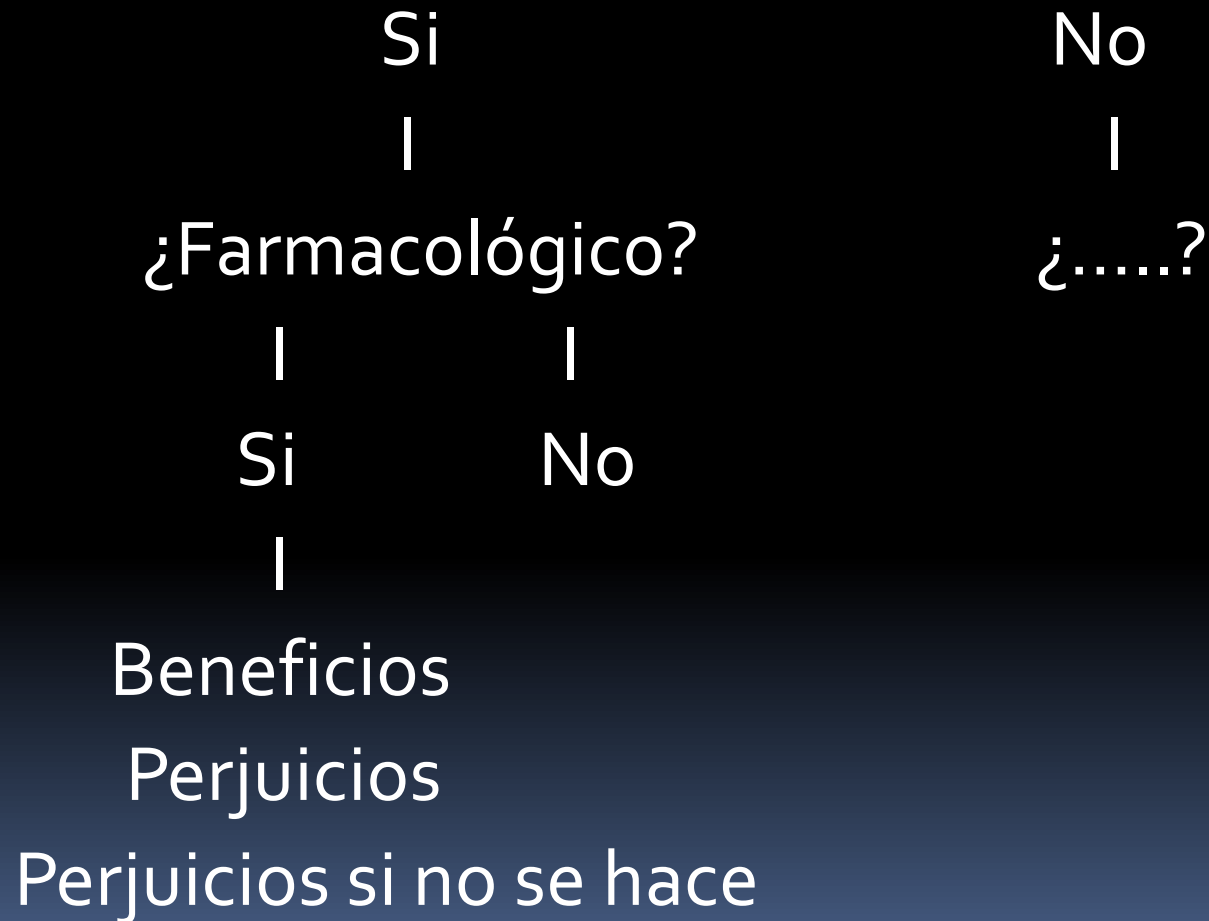 Si No
l l
¿Farmacológico? ¿.....?
l l
Si No
l
Beneficios
Perjuicios
Perjuicios si no se hace